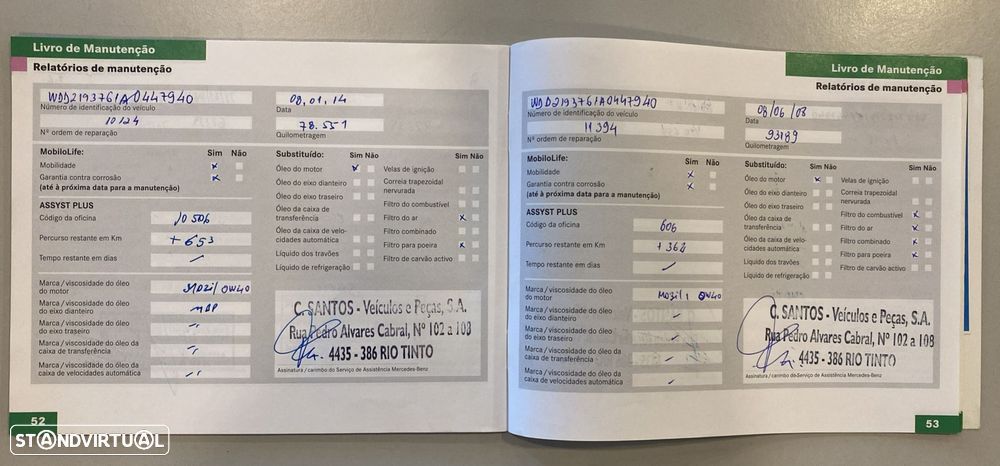 Livro de Manutenção
Relatórios de manutenção
WDD2193761A0447940
Número de identificação do veículo
10124
Nº ordem de reparação
08.01.14
Data
78.551
Quilometragem
MobiloLife: Sim Não
Mobilidade x
Garantia contra corrosão x
(até à próxima data para a manutenção)
ASSYST PLUS
Código da oficina 10506
Percurso restante em Km + 653
Tempo restante em dias
Marca / viscosidade do óleo
do motor Mozil 0W40
Marca / viscosidade do óleo
do eixo dianteiro
Marca / viscosidade do óleo
do eixo traseiro
Marca / viscosidade do óleo da
caixa de transferência
Marca / viscosidade do óleo da
caixa de velocidades automática
Substituído: Sim Não
Óleo do motor x
Óleo do eixo dianteiro
Óleo do eixo traseiro
Óleo da caixa de
transferência
Óleo da caixa de velo-
cidades automática
Líquido dos travões
Líquido de refrigeração
Sim Não
Velas de ignição
Correia trapezoidal
nervurada
Filtro do combustível
Filtro do ar x
Filtro combinado
Filtro para poeira x
Filtro de carvão activo
C. SANTOS - Veículos e Peças, S.A.
Rua Pedro Alvares Cabral, Nº 102 a 108
4435 - 386 RIO TINTO
Assinatura / carimbo do Serviço de Assistência Mercedes-Benz
52
Livro de Manutenção
Relatórios de manutenção
WDD2193761A0447940
Número de identificação do veículo
11394
Nº ordem de reparação
08/06/08
Data
93189
Quilometragem
MobiloLife: Sim Não
Mobilidade x
Garantia contra corrosão x
(até à próxima data para a manutenção)
ASSYST PLUS
Código da oficina 606
Percurso restante em Km + 362
Tempo restante em dias
Marca / viscosidade do óleo
do motor Mozil 1 0W40
Marca / viscosidade do óleo
do eixo dianteiro
Marca / viscosidade do óleo
do eixo traseiro
Marca / viscosidade do óleo da
caixa de transferência
Marca / viscosidade do óleo da
caixa de velocidades automática
Substituído: Sim Não
Óleo do motor x
Óleo do eixo dianteiro
Óleo do eixo traseiro
Óleo da caixa de
transferência
Óleo da caixa de velo-
cidades automática
Líquido dos travões
Líquido de refrigeração
Sim Não
Velas de ignição
Correia trapezoidal
nervurada
Filtro do combustível x
Filtro do ar x
Filtro combinado x
Filtro para poeira x
Filtro de carvão activo
C. SANTOS - Veículos e Peças, S.A.
Rua Pedro Alvares Cabral, Nº 102 a 108
4435 - 386 RIO TINTO
Assinatura / carimbo do Serviço de Assistência Mercedes-Benz
53
STANDVIRTUAL